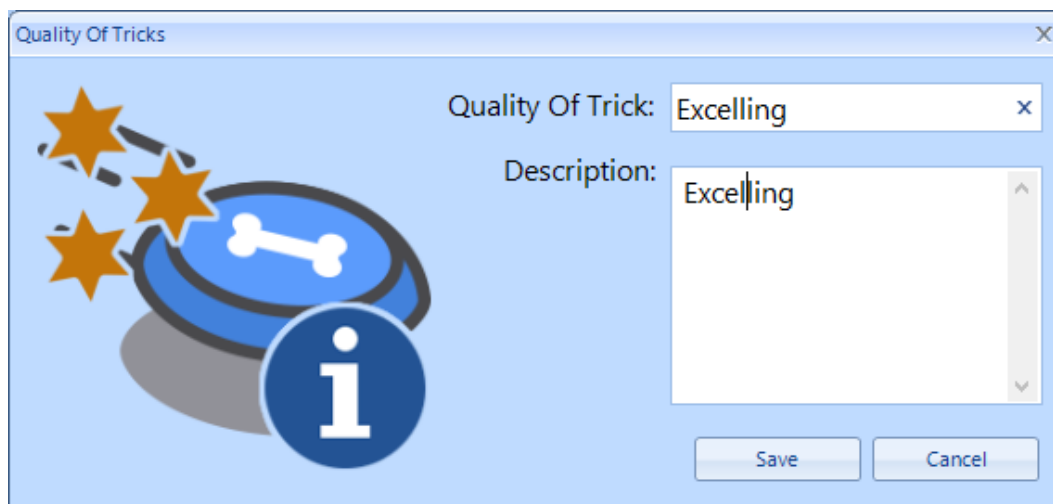 Quality Of Tricks
Quality Of Trick: Excelling
Description: Excelling
Save Cancel